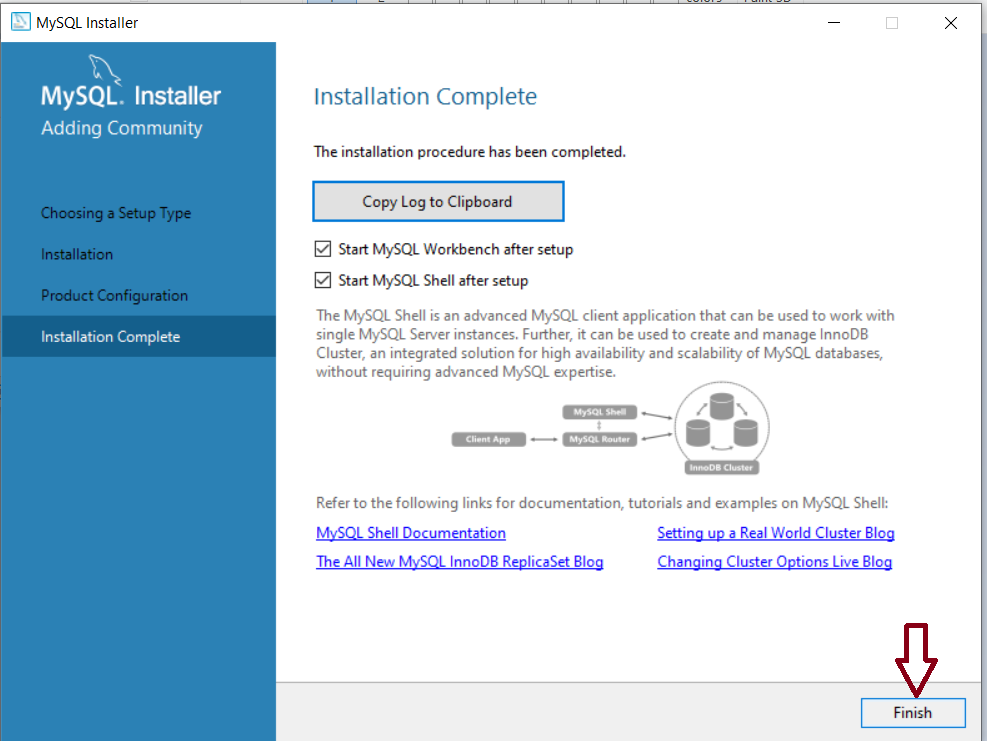 MySQL Installer
MySQL. Installer
Adding Community
Choosing a Setup Type
Installation
Product Configuration
Installation Complete
Installation Complete
The installation procedure has been completed.
Copy Log to Clipboard
Start MySQL Workbench after setup
Start MySQL Shell after setup
The MySQL Shell is an advanced MySQL client application that can be used to work with
single MySQL Server instances. Further, it can be used to create and manage InnoDB
Cluster, an integrated solution for high availability and scalability of MySQL databases,
without requiring advanced MySQL expertise.
MySQL Shell
Client App
MySQL Router
InnoDB Cluster
Refer to the following links for documentation, tutorials and examples on MySQL Shell:
MySQL Shell Documentation
Setting up a Real World Cluster Blog
The All New MySQL InnoDB ReplicaSet Blog
Changing Cluster Options Live Blog
Finish